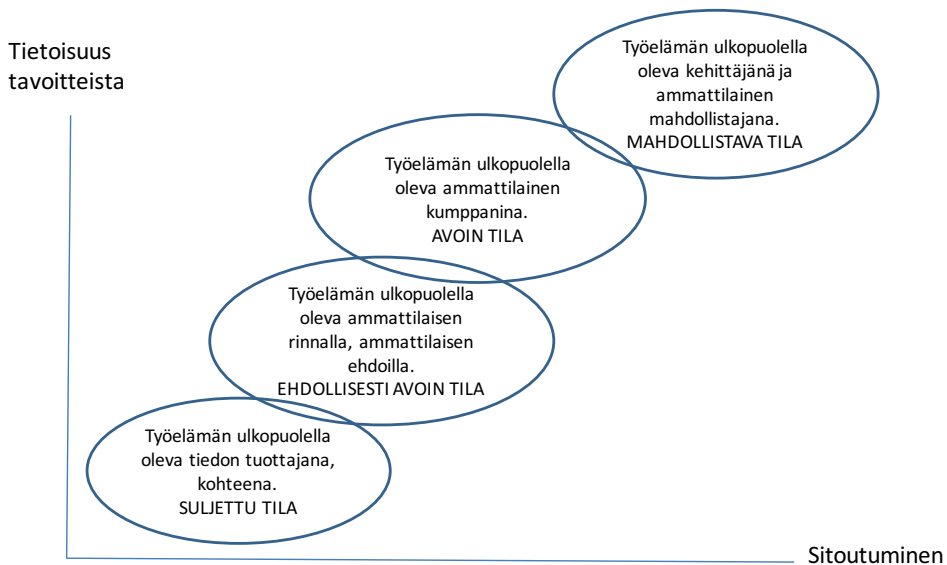 Tietoisuus
tavoitteista
Työelämän ulkopuolella
oleva kehittäjänä ja
ammattilainen
mahdollistajana.
MAHDOLLISTAVA TILA
Työelämän ulkopuolella
oleva ammattilainen
kumppanina.
AVOIN TILA
Työelämän ulkopuolella
oleva ammattilaisen
rinnalla, ammattilaisen
ehdoilla.
EHDOLLISESTI AVOIN TILA
Työelämän ulkopuolella
oleva tiedon tuottajana,
kohteena.
SULJETTU TILA
Sitoutuminen